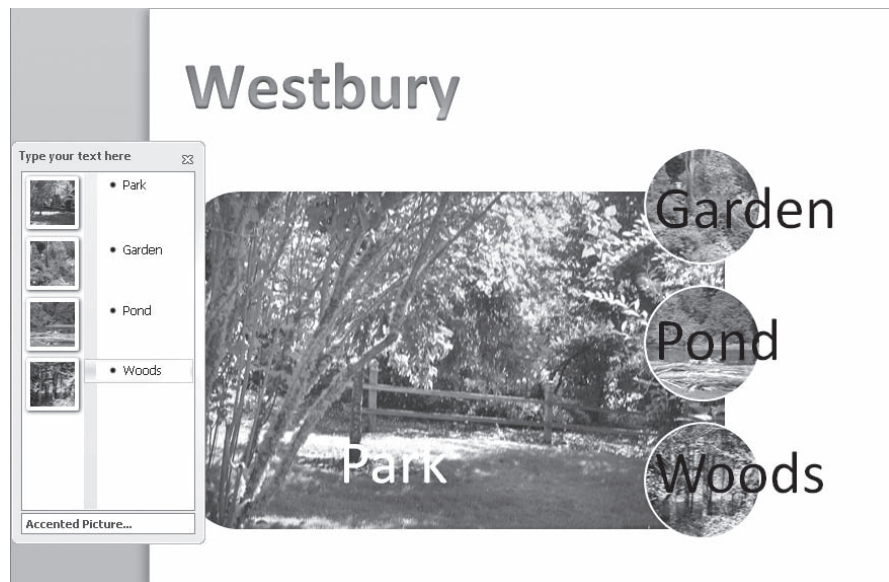 Westbury
Type your text here
• Park
• Garden
• Pond
• Woods
Accented Picture...
Garden
Pond
Woods
Park